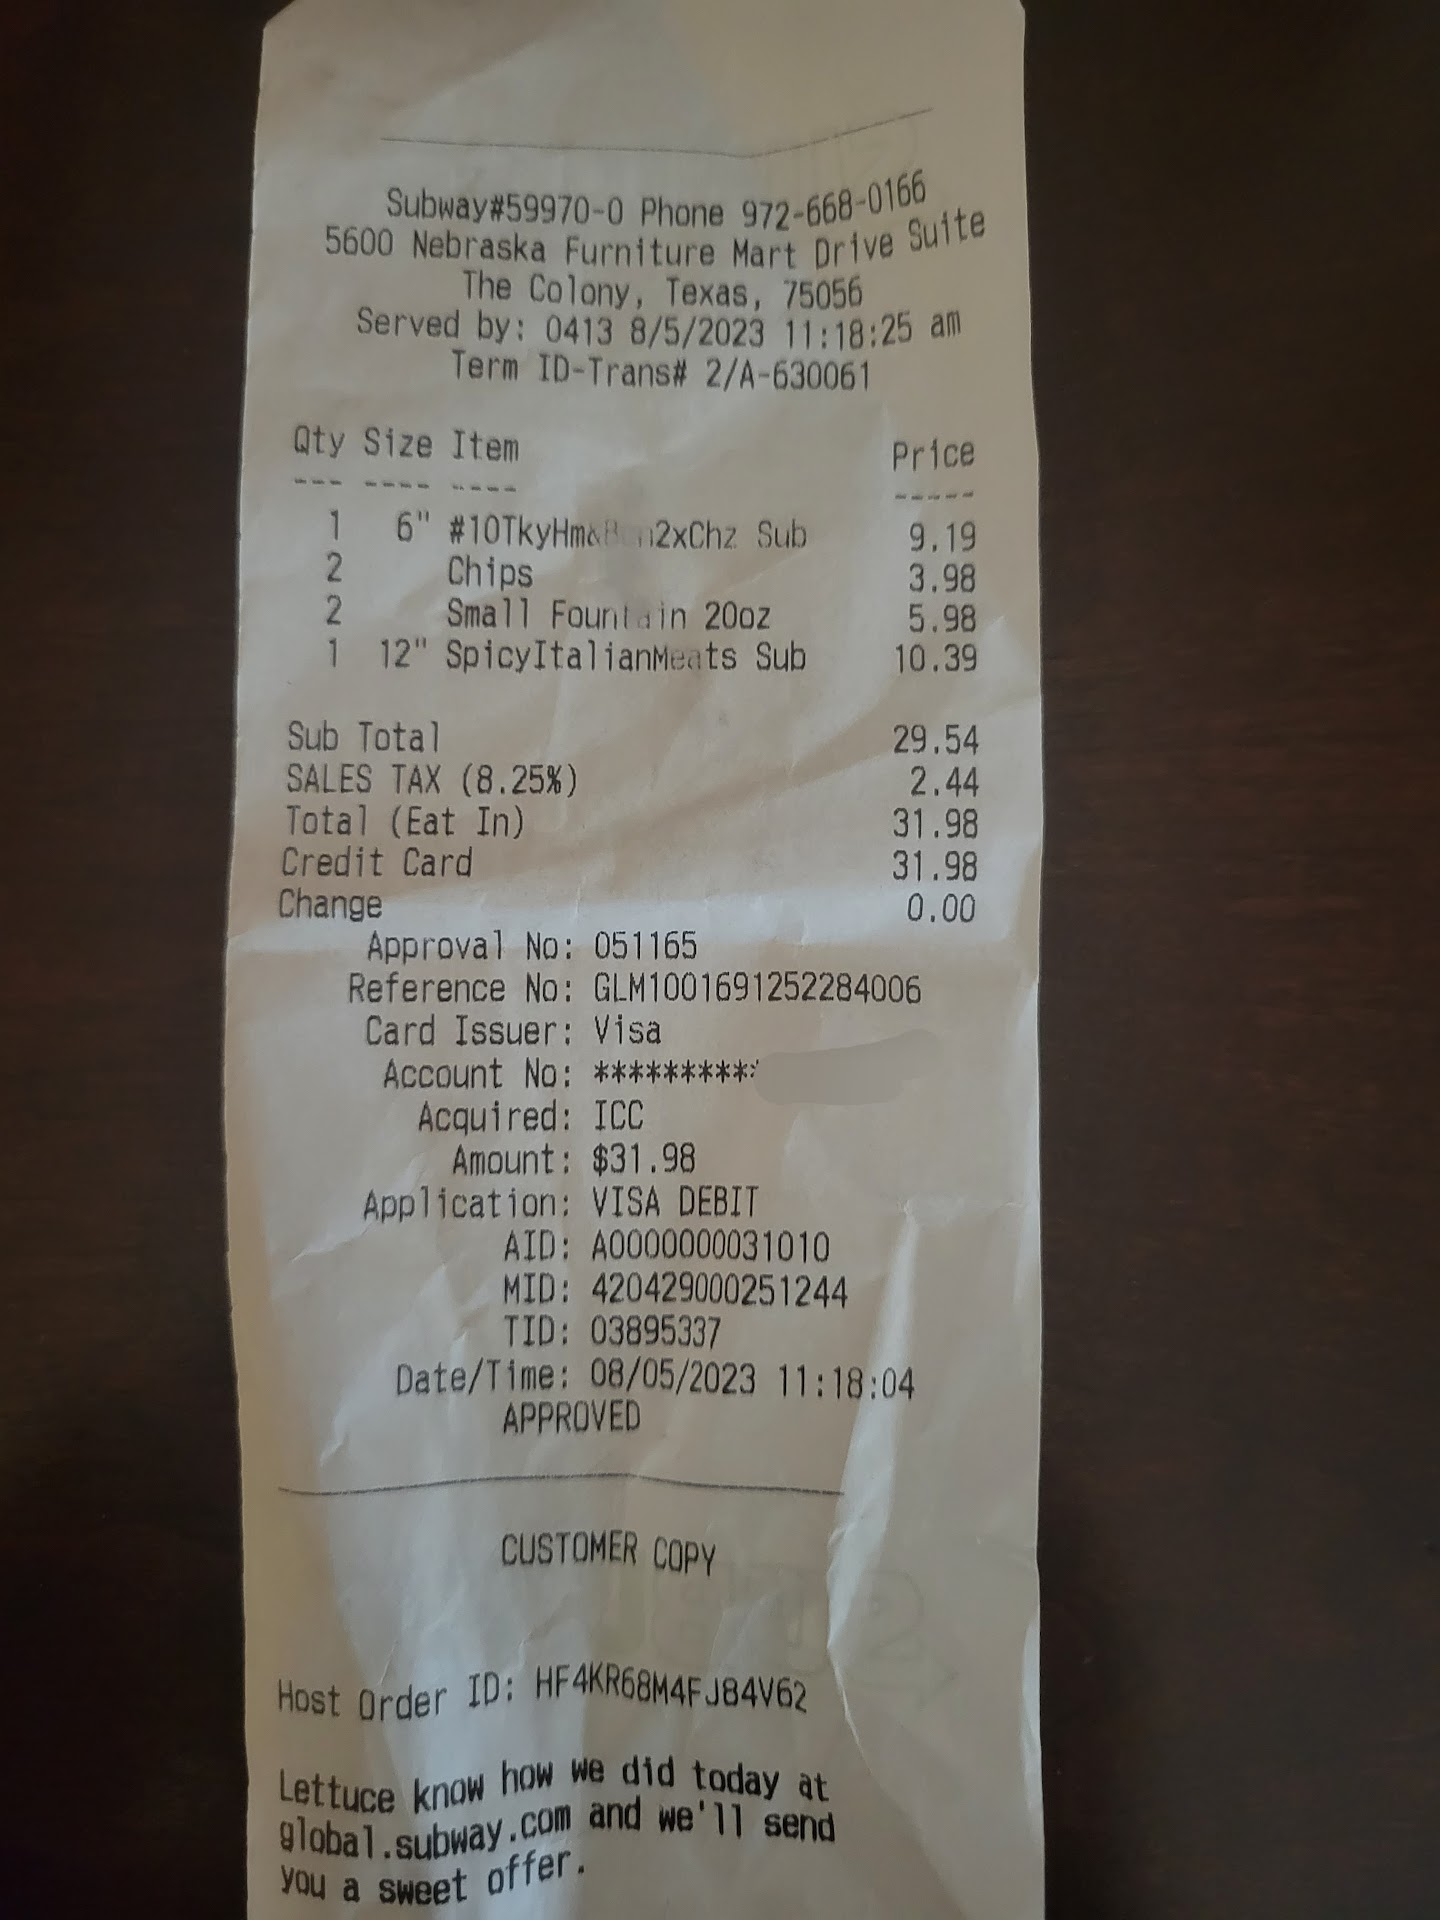 Subway#59970-0 Phone 972-668-0166
5600 Nebraska Furniture Mart Drive Suite
The Colony, Texas, 75056
Served by: 0413 8/5/2023 11:18:25 am
Term ID-Trans# 2/A-630061
Qty Size Item Price
--- ---- ---- -----
1 6" Sub 9.19
2 Chips 3.98
2 Small Fountain 20oz 5.98
1 12" SpicyItalianMeats Sub 10.39
Sub Total 29.54
SALES TAX (8.25%) 2.44
Total (Eat In) 31.98
Credit Card 31.98
Change 0.00
Approval No: 051165
Reference No: GLM1001691252284006
Card Issuer: Visa
Account No: *********
Acquired: ICC
Amount: $31.98
Application: VISA DEBIT
AID: A0000000031010
MID: 420429000251244
TID: 03895337
Date/Time: 08/05/2023 11:18:04
APPROVED
CUSTOMER COPY
Host Order ID: HF4KR68M4FJ84V62
Lettuce know how we did today at
global.subway.com and we'll send
you a sweet offer.